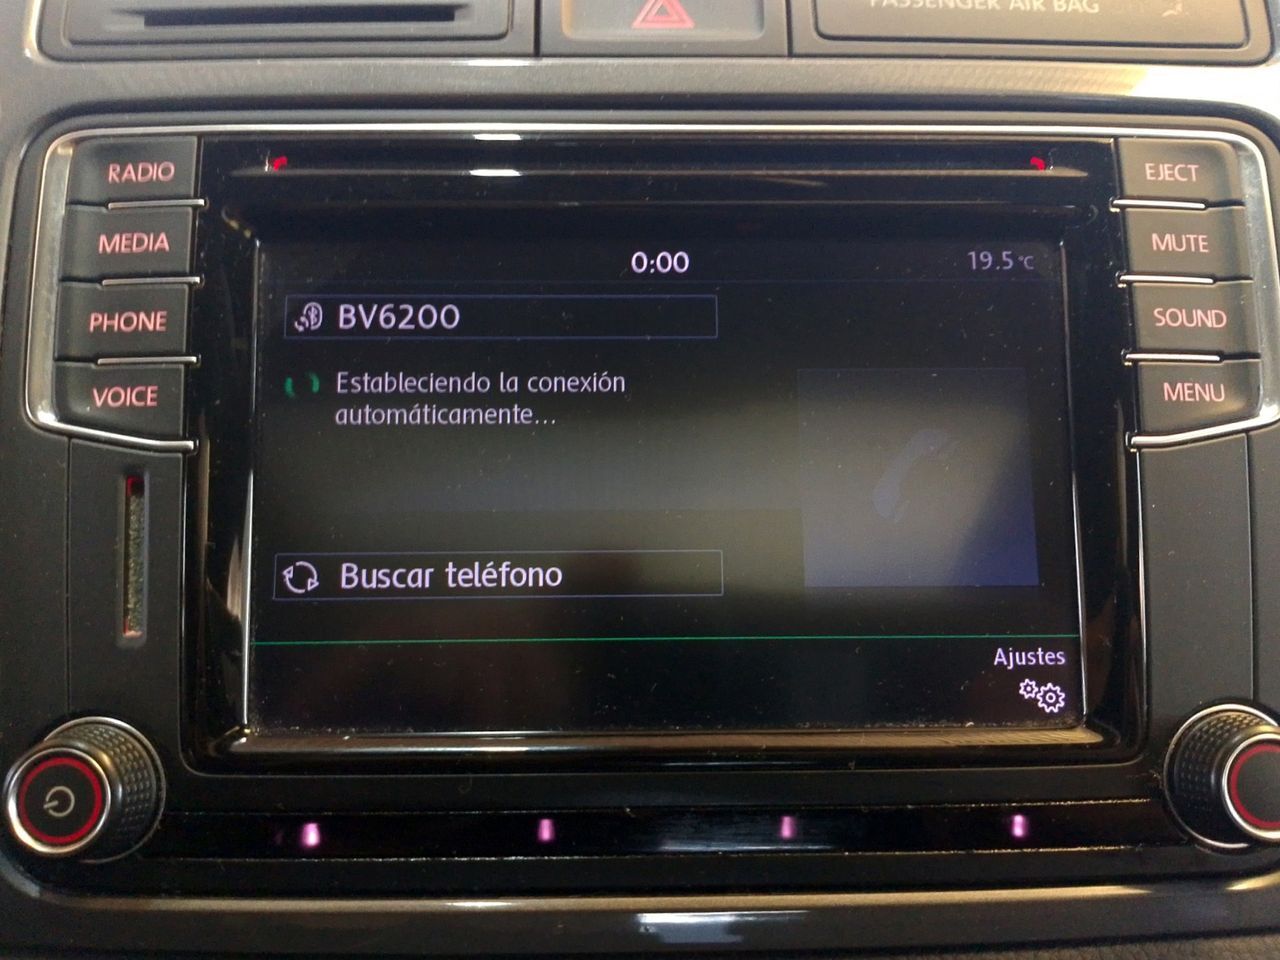 PASSENGER AIR BAG
RADIO
MEDIA
PHONE
VOICE
0:00
19.5°C
BV6200
Estableciendo la conexión
automáticamente...
Buscar teléfono
Ajustes
EJECT
MUTE
SOUND
MENU